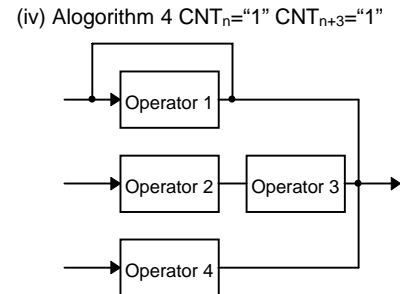 (iv) Alogorithm 4 CNTn=“1” CNTn+3=“1”
Operator 1
Operator 2
Operator 3
Operator 4